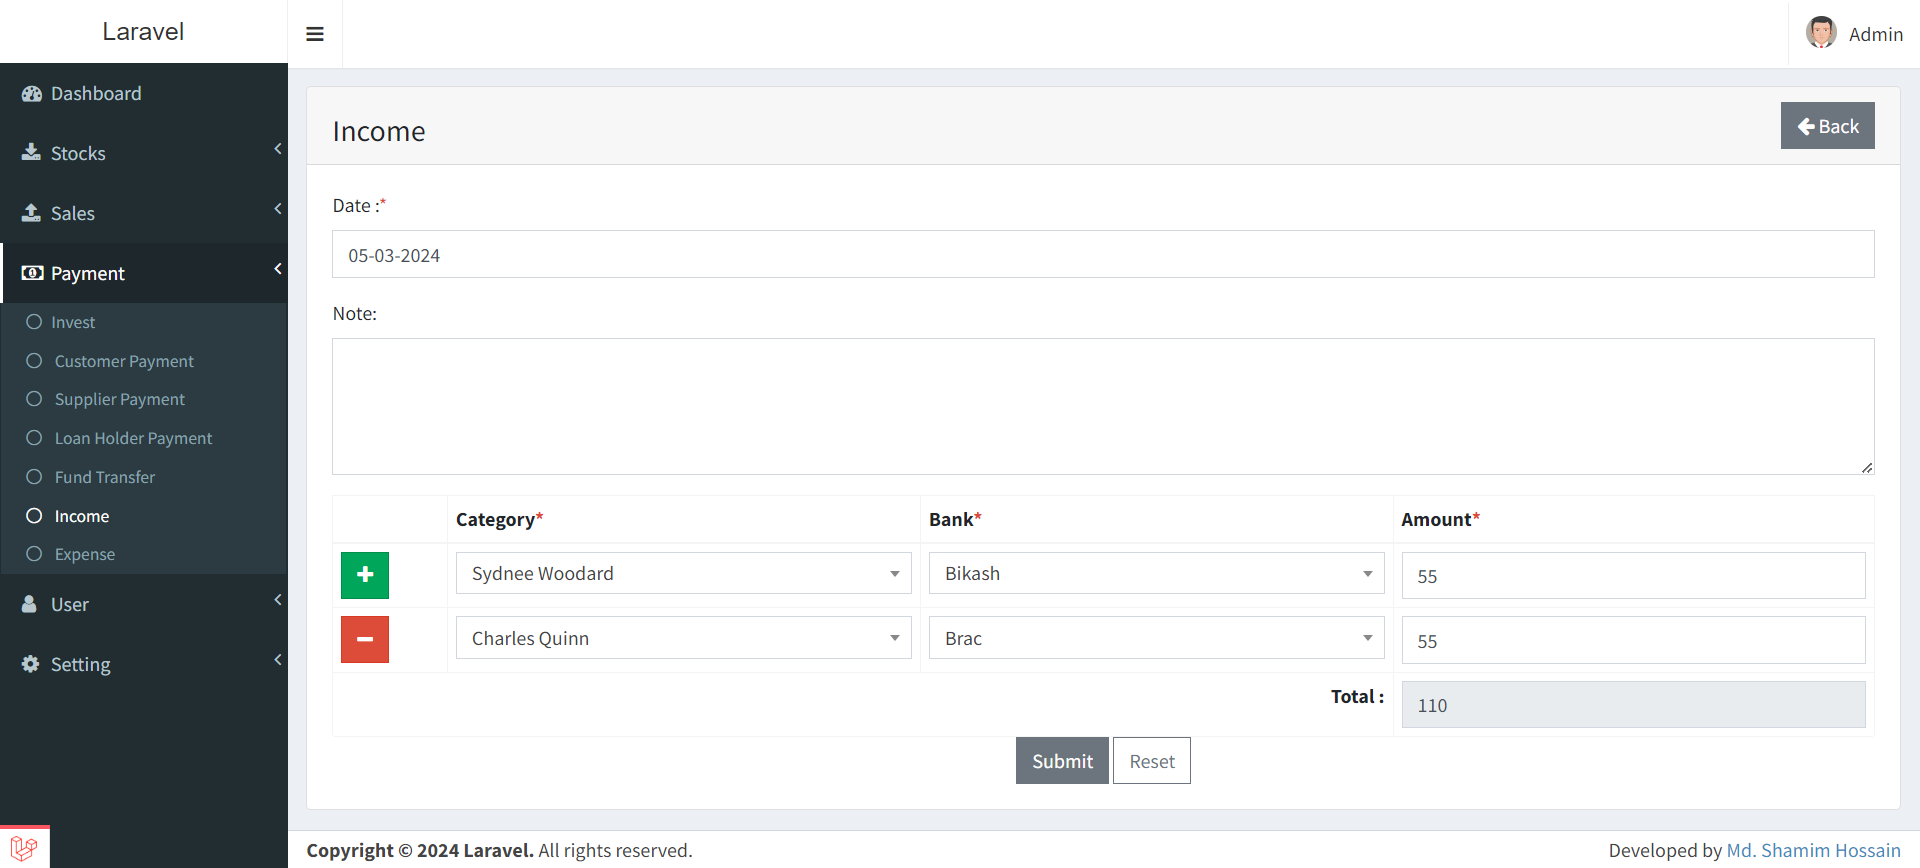 Laravel
Admin
Dashboard
Stocks
Sales
Payment
Invest
Customer Payment
Supplier Payment
Loan Holder Payment
Fund Transfer
Income
Expense
User
Setting
Income
Back
Date :*
05-03-2024
Note:
Category* Bank* Amount*
Sydnee Woodard Bikash 55
Charles Quinn Brac 55
Total : 110
Submit Reset
Copyright © 2024 Laravel. All rights reserved. Developed by Md. Shamim Hossain